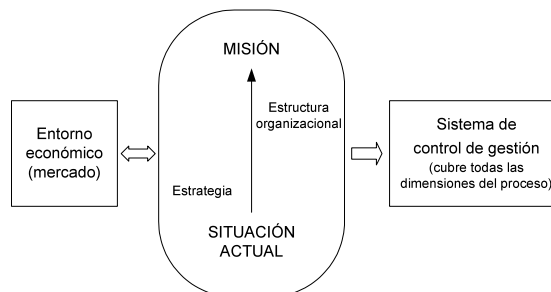 Entorno
económico
(mercado)
MISIÓN
Estructura
organizacional
Estrategia
SITUACIÓN
ACTUAL
Sistema de
control de gestión
(cubre todas las
dimensiones del proceso)